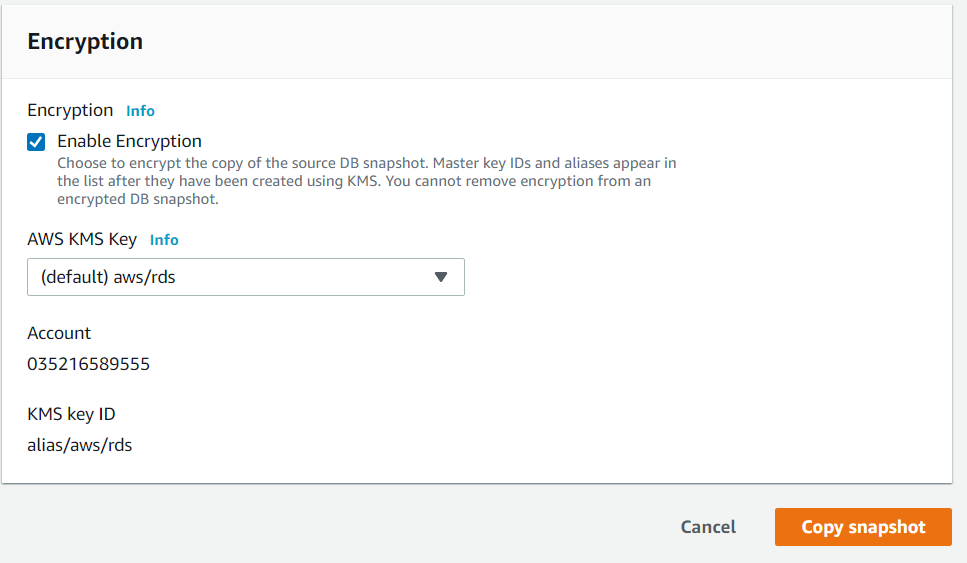 Encryption
Encryption Info
Enable Encryption
Choose to encrypt the copy of the source DB snapshot. Master key IDs and aliases appear in
the list after they have been created using KMS. You cannot remove encryption from an
encrypted DB snapshot.
AWS KMS Key Info
(default) aws/rds
Account
035216589555
KMS key ID
alias/aws/rds
Cancel Copy snapshot